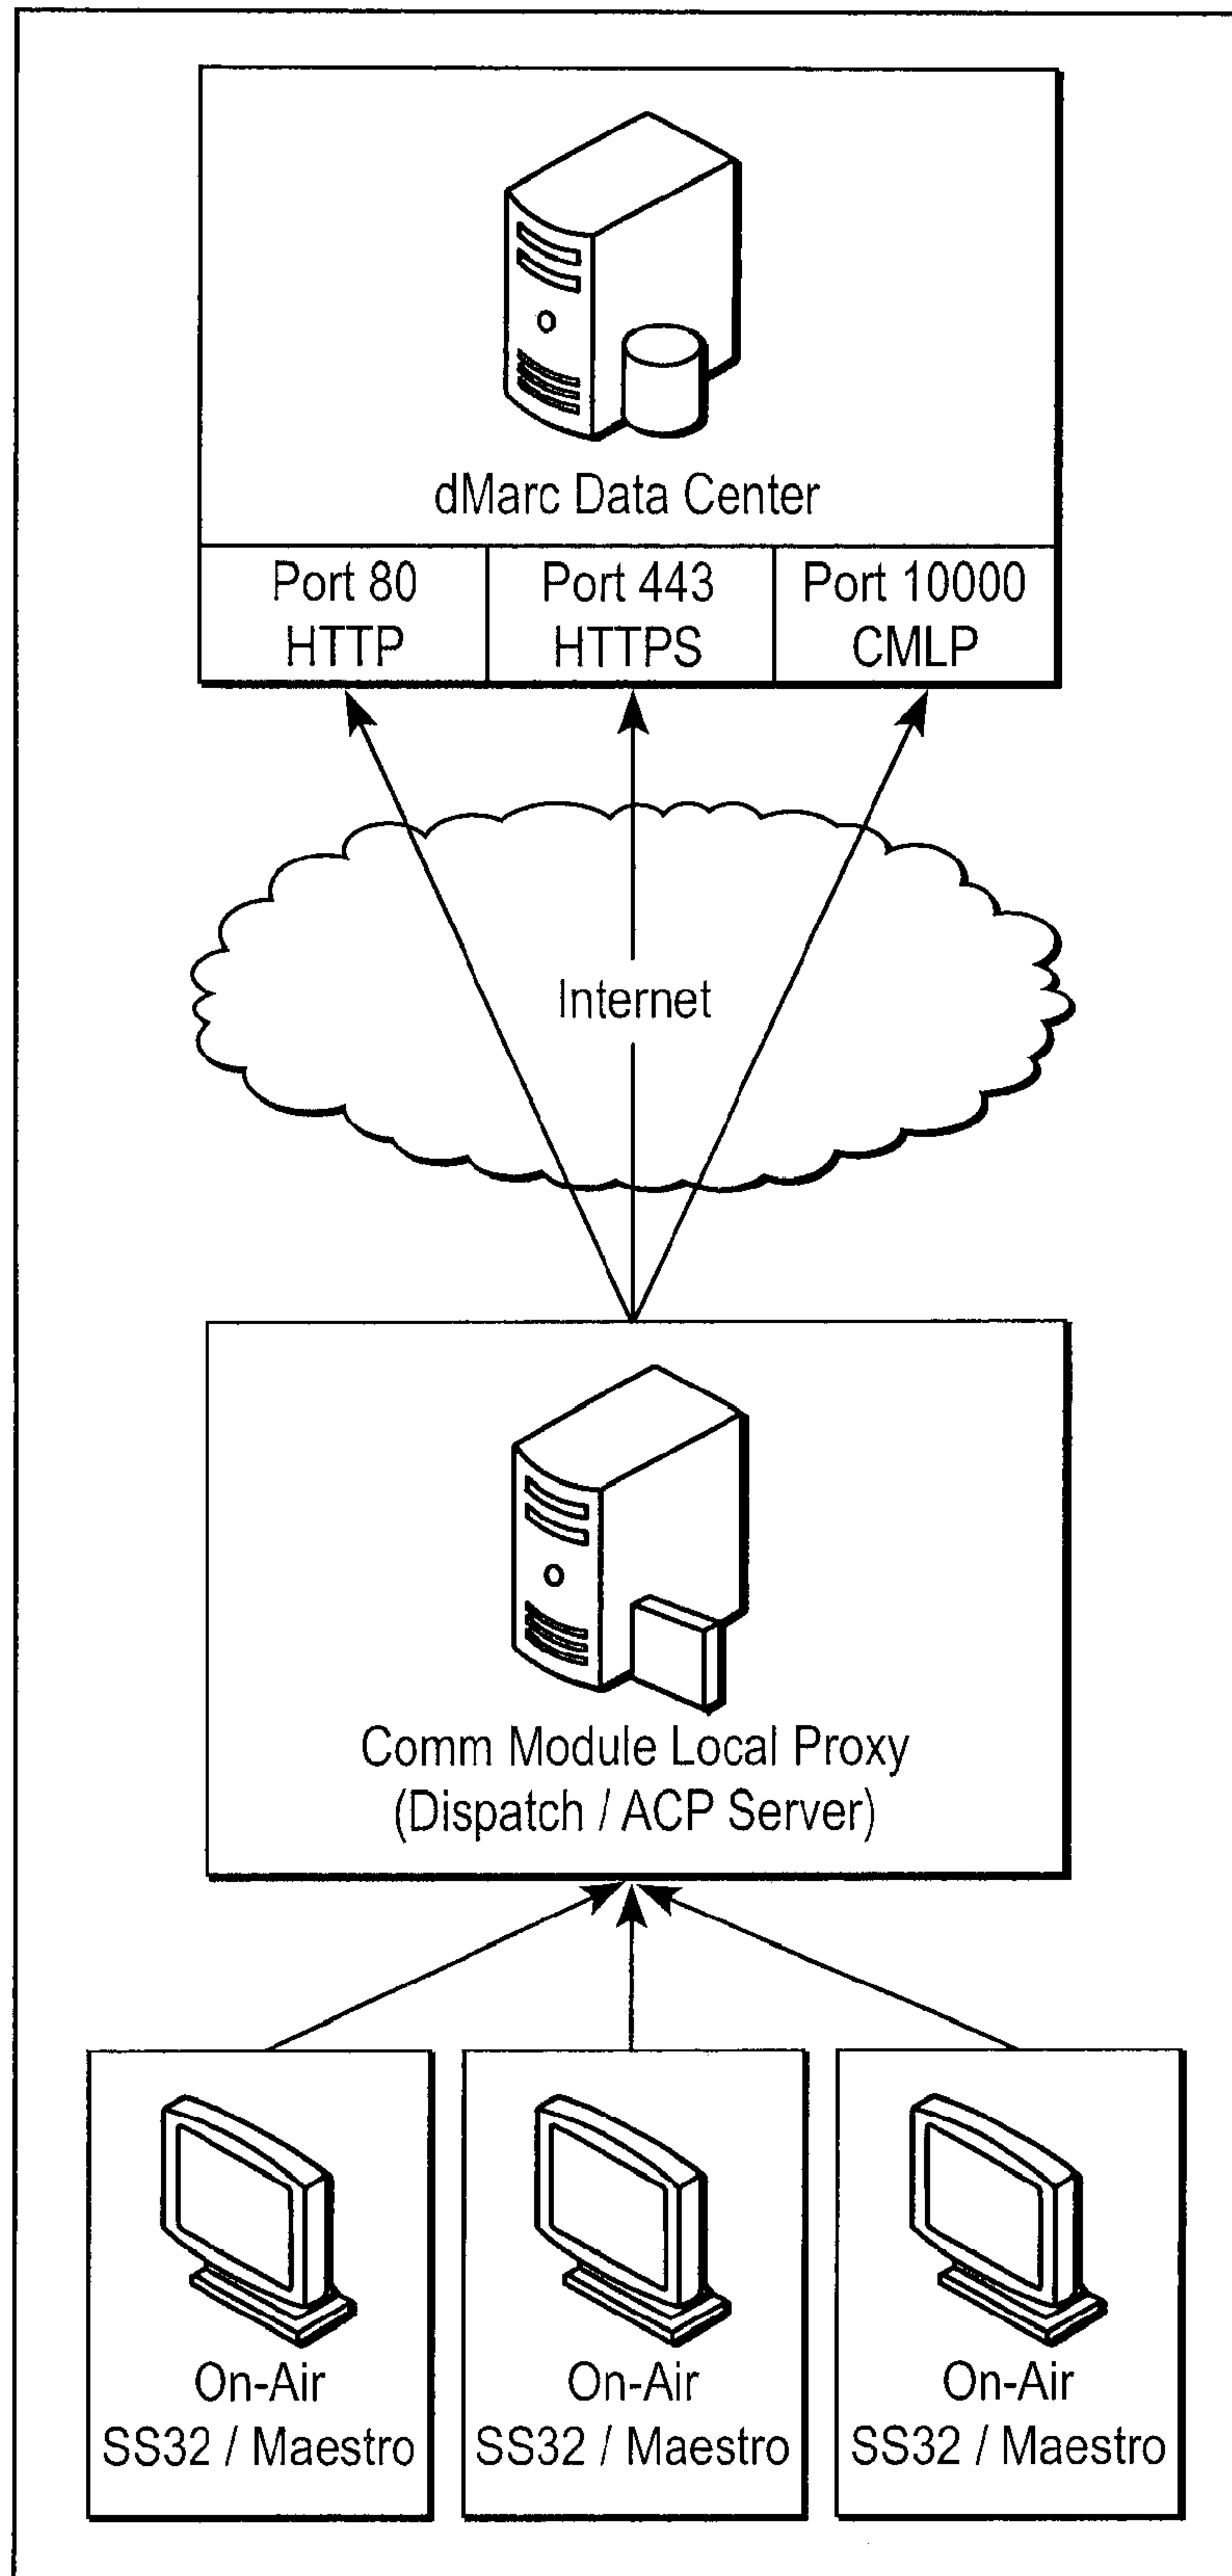 dMarc Data Center
Port 80
HTTP
Port 443
HTTPS
Port 10000
CMLP
Internet
Comm Module Local Proxy
(Dispatch / ACP Server)
On-Air
SS32 / Maestro
On-Air
SS32 / Maestro
On-Air
SS32 / Maestro